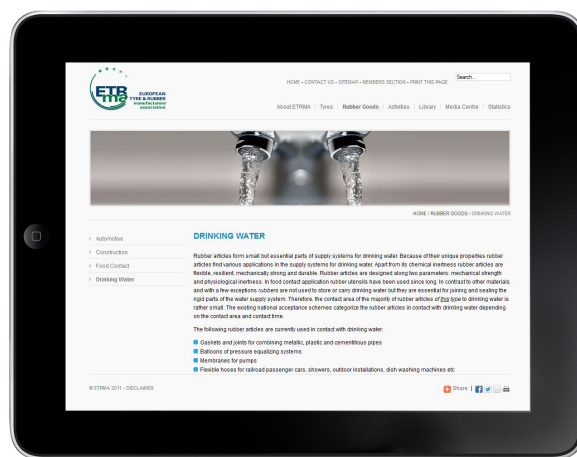 HOME - CONTACT US - SITEMAP - MEMBERS SECTION - PRINT THIS PAGE
Search...
ETR
ma
EUROPEAN
TYRE & RUBBER
manufacturers'
association
About ETRMA | Tyres | Rubber Goods | Activities | Library | Media Centre | Statistics
HOME / RUBBER GOODS / DRINKING WATER
Automotive
Construction
Food Contact
Drinking Water
DRINKING WATER
Rubber articles form small but essential parts of supply systems for drinking water. Because of their unique properties rubber
articles find various applications in the supply systems for drinking water. Apart from its chemical inertness rubber articles are
flexible, resilient, mechanically strong and durable. Rubber articles are designed along two parameters: mechanical strength
and physiological inertness. In food contact application rubber utensils have been used since long. In contrast to other materials
and with a few exceptions rubbers are not used to store or carry drinking water but they are essential for joining and sealing the
rigid parts of the water supply system. Therefore, the contact area of the majority of rubber articles of this type to drinking water is
rather small. The existing national acceptance schemes categorize the rubber articles in contact with drinking water depending
on the contact area and contact time.
The following rubber articles are currently used in contact with drinking water:
Gaskets and joints for combining metallic, plastic and cementitious pipes
Balloons of pressure equalizing systems
Membranes for pumps
Flexible hoses for railroad passenger cars, showers, outdoor installations, dish washing machines etc
© ETRMA 2011 - DISCLAIMER
Share |